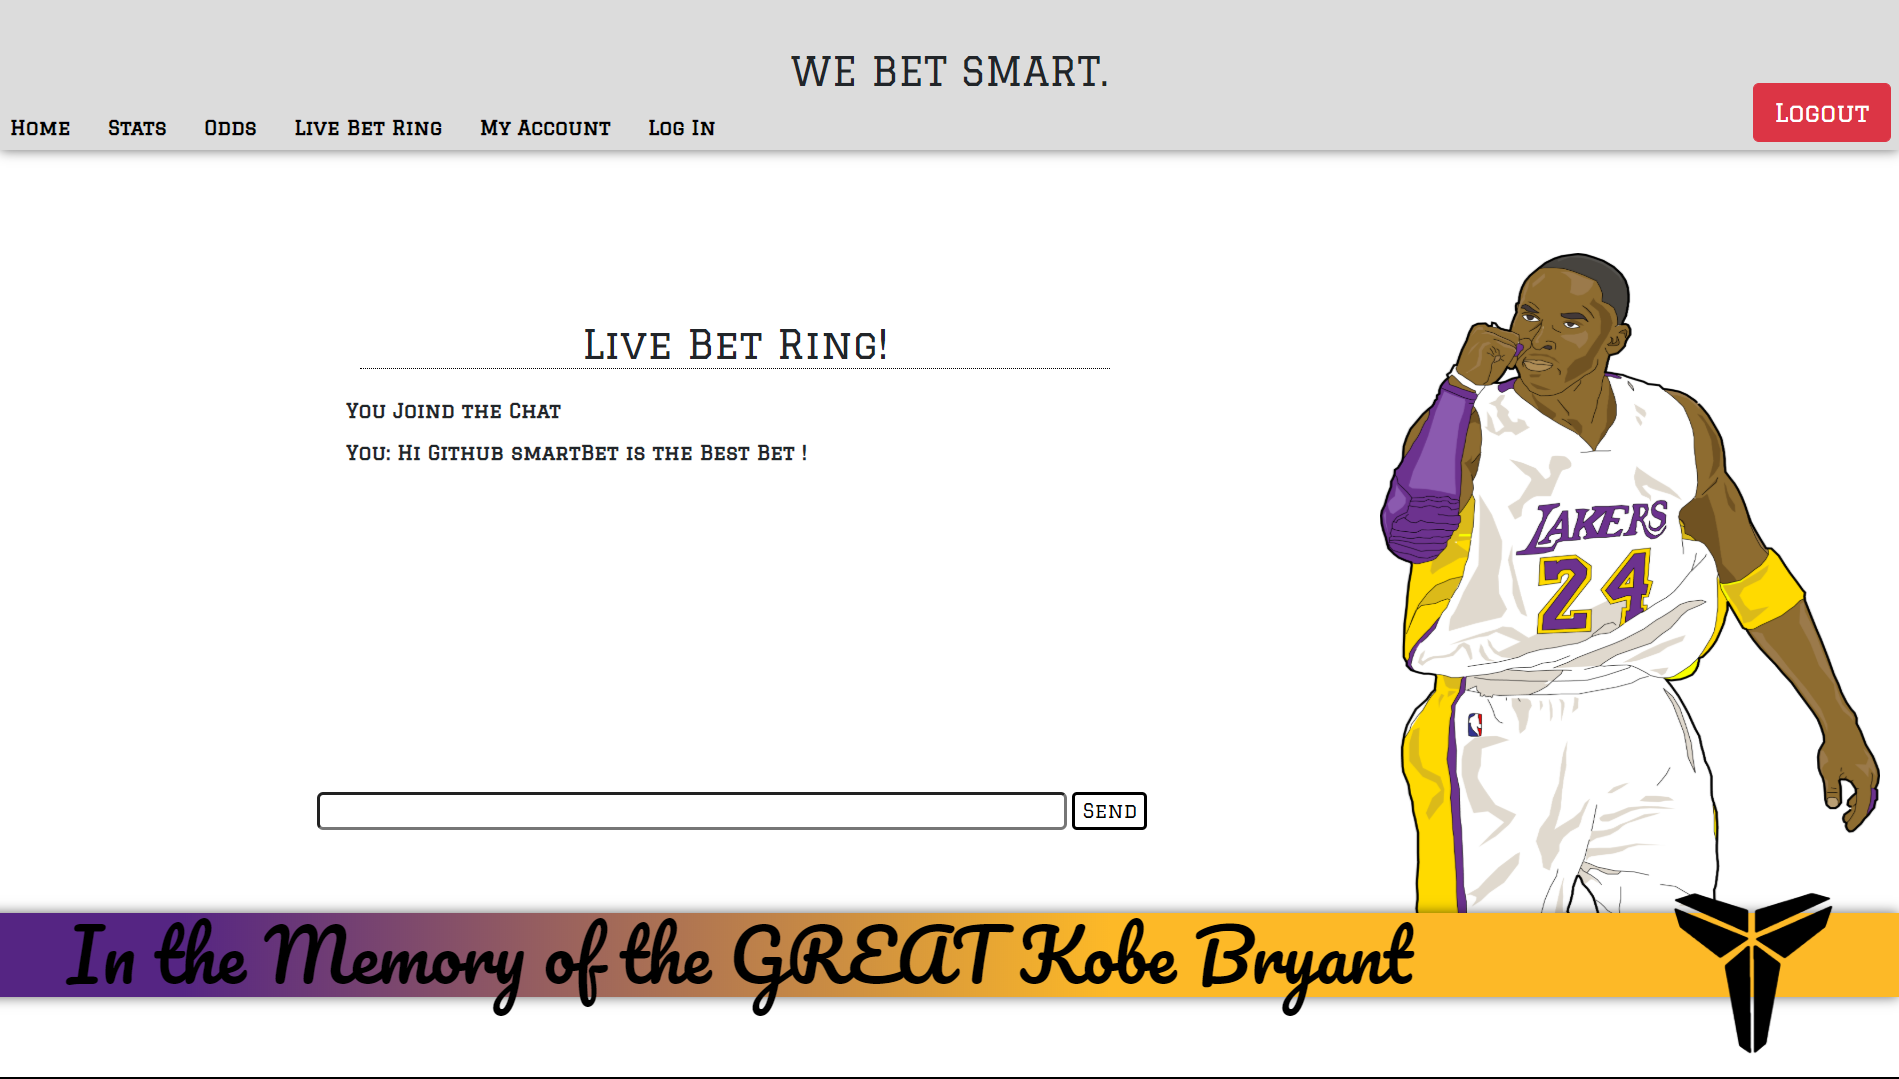 WE BET SMART.
Home Stats Odds Live Bet Ring My Account Log In Logout
Live Bet Ring!
You Joind the Chat
You: Hi Github smartBet is the Best Bet !
LAKERS
24
Send
In the Memory of the GREAT Kobe Bryant